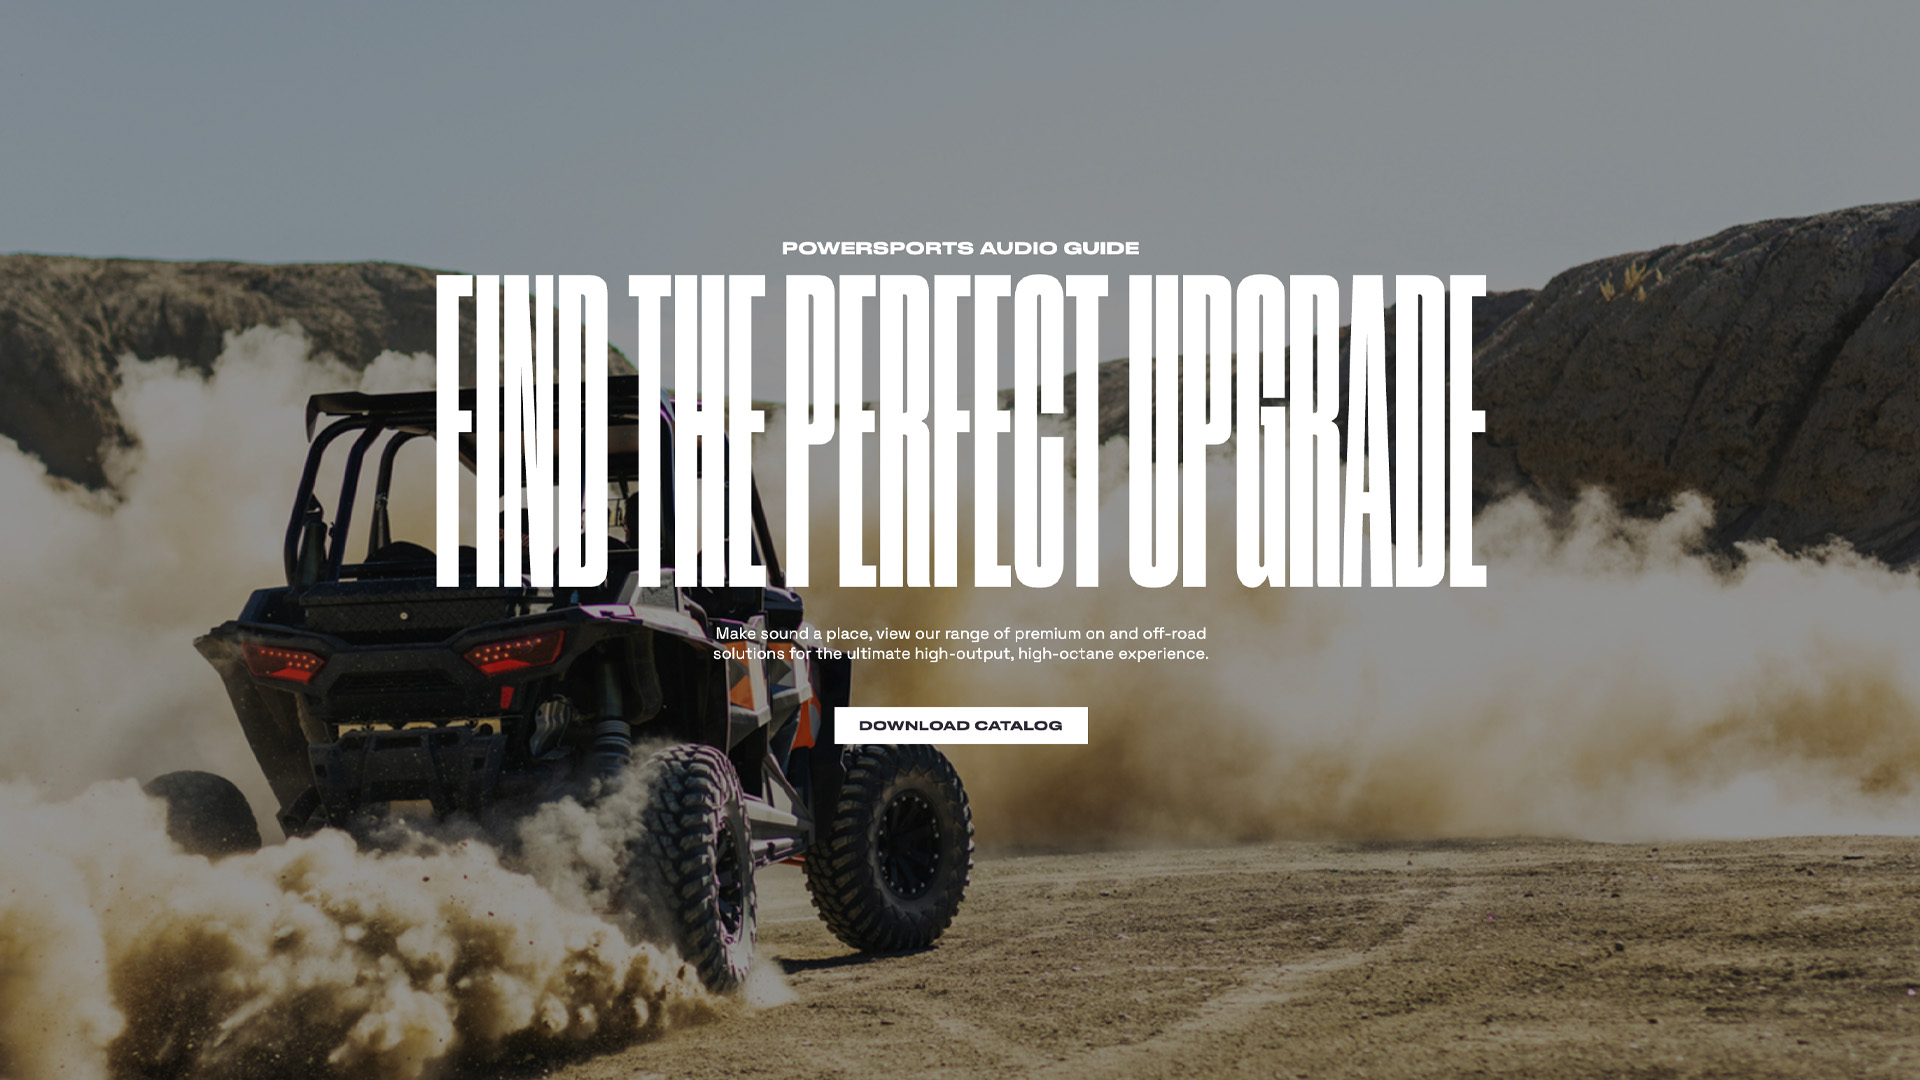 POWERSPORTS AUDIO GUIDE
FIND THE PERFECT UPGRADE
Make sound a place, view our range of premium on and off-road
solutions for the ultimate high-output, high-octane experience.
DOWNLOAD CATALOG